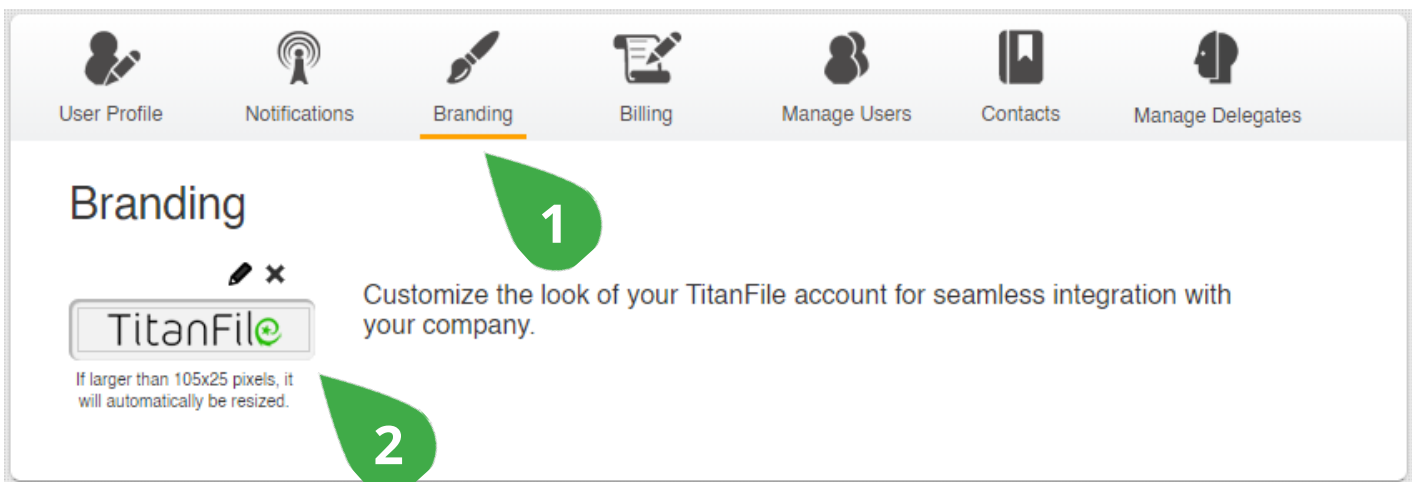 User Profile
Notifications
Branding
Billing
Manage Users
Contacts
Manage Delegates
Branding
1
Customize the look of your TitanFile account for seamless integration with
your company.
TitanFile
If larger than 105x25 pixels, it
will automatically be resized.
2